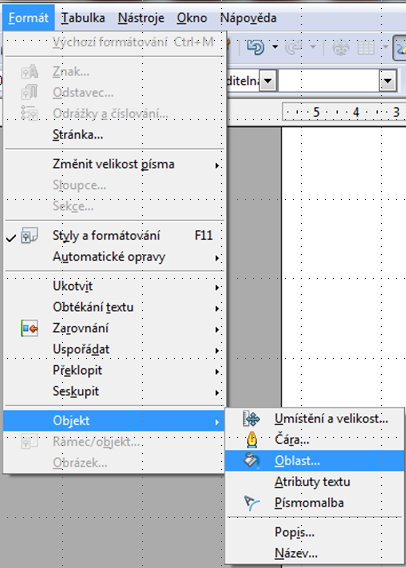 Formát Tabulka Nástroje Okno Nápověda
Výchozí formátování Ctrl+M
Znak...
Odstavec...
Odrážky a číslování...
Stránka...
5 4 3
Změnit velikost písma
Sloupce...
Sekce...
Styly a formátování F11
Automatické opravy
Ukotvit
Obtékání textu
Zarovnání
Uspořádat
Překlopit
Seskupit
Objekt
Rámec/objekt...
Obrázek...
Umístění a velikost...
Čára...
Oblast...
Atributy textu
Písmomalba
Popis...
Název...